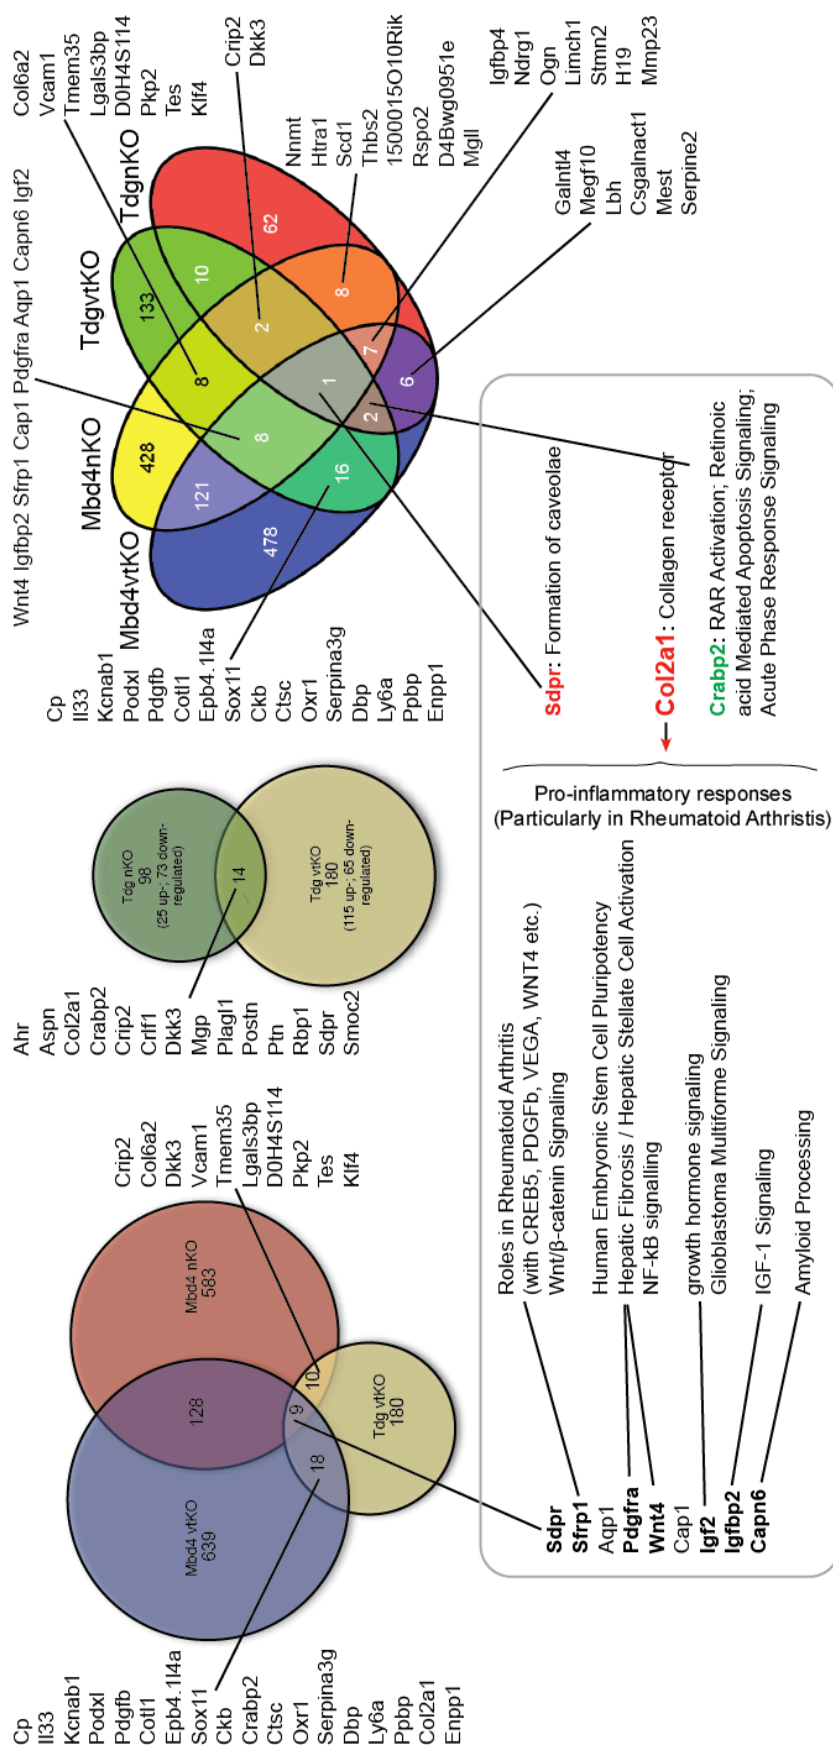 Cp
Il33
Kcnab1
Podxl
Pdgfb
Cotl1
Epb4.1l4a
Sox11
Ckb
Crabp2
Ctsc
Oxr1
Serpina3g
Dbp
Ly6a
Ppbp
Col2a1
Enpp1
Mbd4 vtKO
639
128
Mbd4 nKO
583
18
9
10
Tdg vtKO
180
Crip2
Col6a2
Dkk3
Vcam1
Tmem35
Lgals3bp
D0H4S114
Pkp2
Tes
Klf4
Ahr
Aspn
Col2a1
Crabp2
Crip2
Crlf1
Dkk3
Mgp
Plagl1
Postn
Ptn
Rbp1
Sdpr
Smoc2
Tdg nKO
98
(25 up-; 73 down-
regulated)
14
Tdg vtKO
180
(115 up-; 65 down-
regulated)
Wnt4 Igfbp2 Sfrp1 Cap1 Pdgfra Aqp1 Capn6 Igf2
Cp
Il33
Kcnab1
Podxl
Pdgfb
Cotl1
Epb4.1l4a
Sox11
Ckb
Ctsc
Oxr1
Serpina3g
Dbp
Ly6a
Ppbp
Enpp1
Mbd4vtKO
Mbd4nKO
TdgvtKO
TdgnKO
428
133
121
8
10
478
8
2
62
16
1
8
2
7
6
Col6a2
Vcam1
Tmem35
Lgals3bp
D0H4S114
Pkp2
Tes
Klf4
Crip2
Dkk3
Nnmt
Htra1
Scd1
Thbs2
1500015O10Rik
Rspo2
D4Bwg0951e
Mgll
Igfbp4
Ndrg1
Ogn
Limch1
Stmn2
H19
Mmp23
Galntl4
Megf10
Lbh
Csgalnact1
Mest
Serpine2
Sdpr
Sfrp1
Aqp1
Pdgfra
Wnt4
Cap1
Igf2
Igfbp2
Capn6
Roles in Rheumatoid Arthritis
(with CREB5, PDGFb, VEGA, WNT4 etc.)
Wnt/β-catenin Signaling
Human Embryonic Stem Cell Pluripotency
Hepatic Fibrosis / Hepatic Stellate Cell Activation
NF-kB signalling
growth hormone signaling
Glioblastoma Multiforme Signaling
IGF-1 Signaling
Amyloid Processing
Pro-inflammatory responses
(Particularly in Rheumatoid Arthristis)
Sdpr: Formation of caveolae
Col2a1: Collagen receptor
Crabp2: RAR Activation; Retinoic
acid Mediated Apoptosis Signaling;
Acute Phase Response Signaling